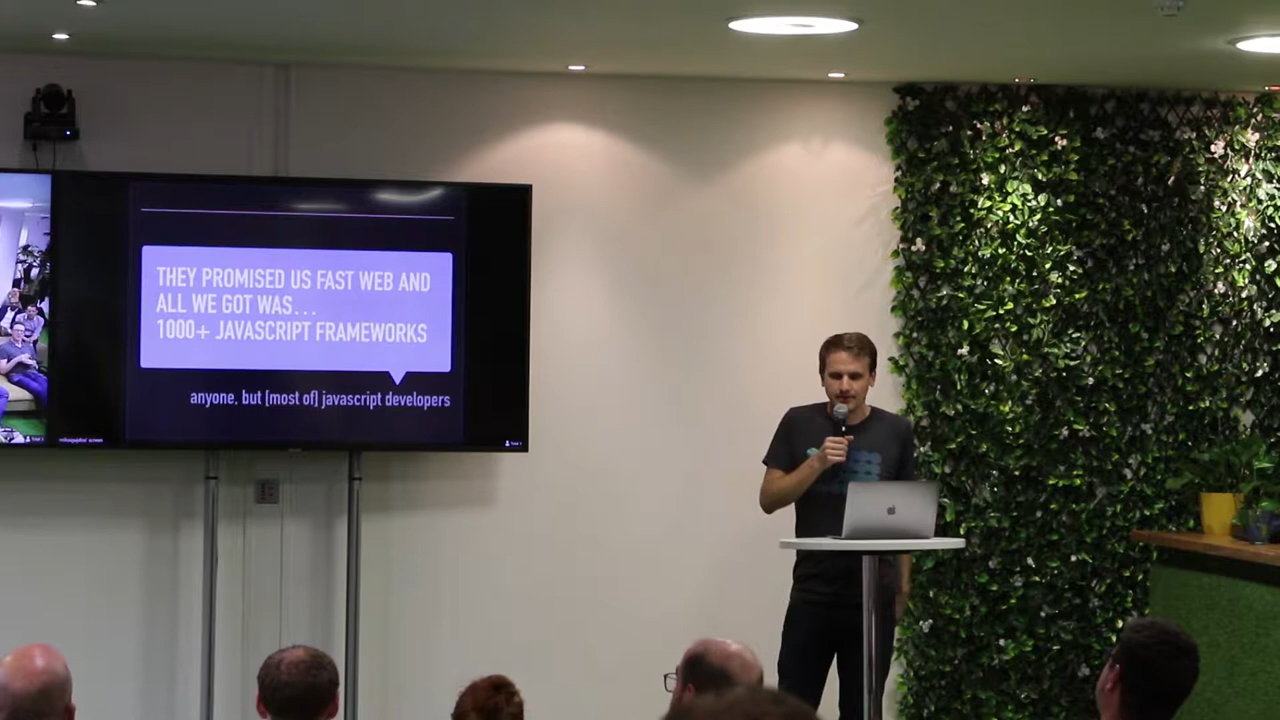 THEY PROMISED US FAST WEB AND
ALL WE GOT WAS...
1000+ JAVASCRIPT FRAMEWORKS
anyone, but [most of] javascript developers